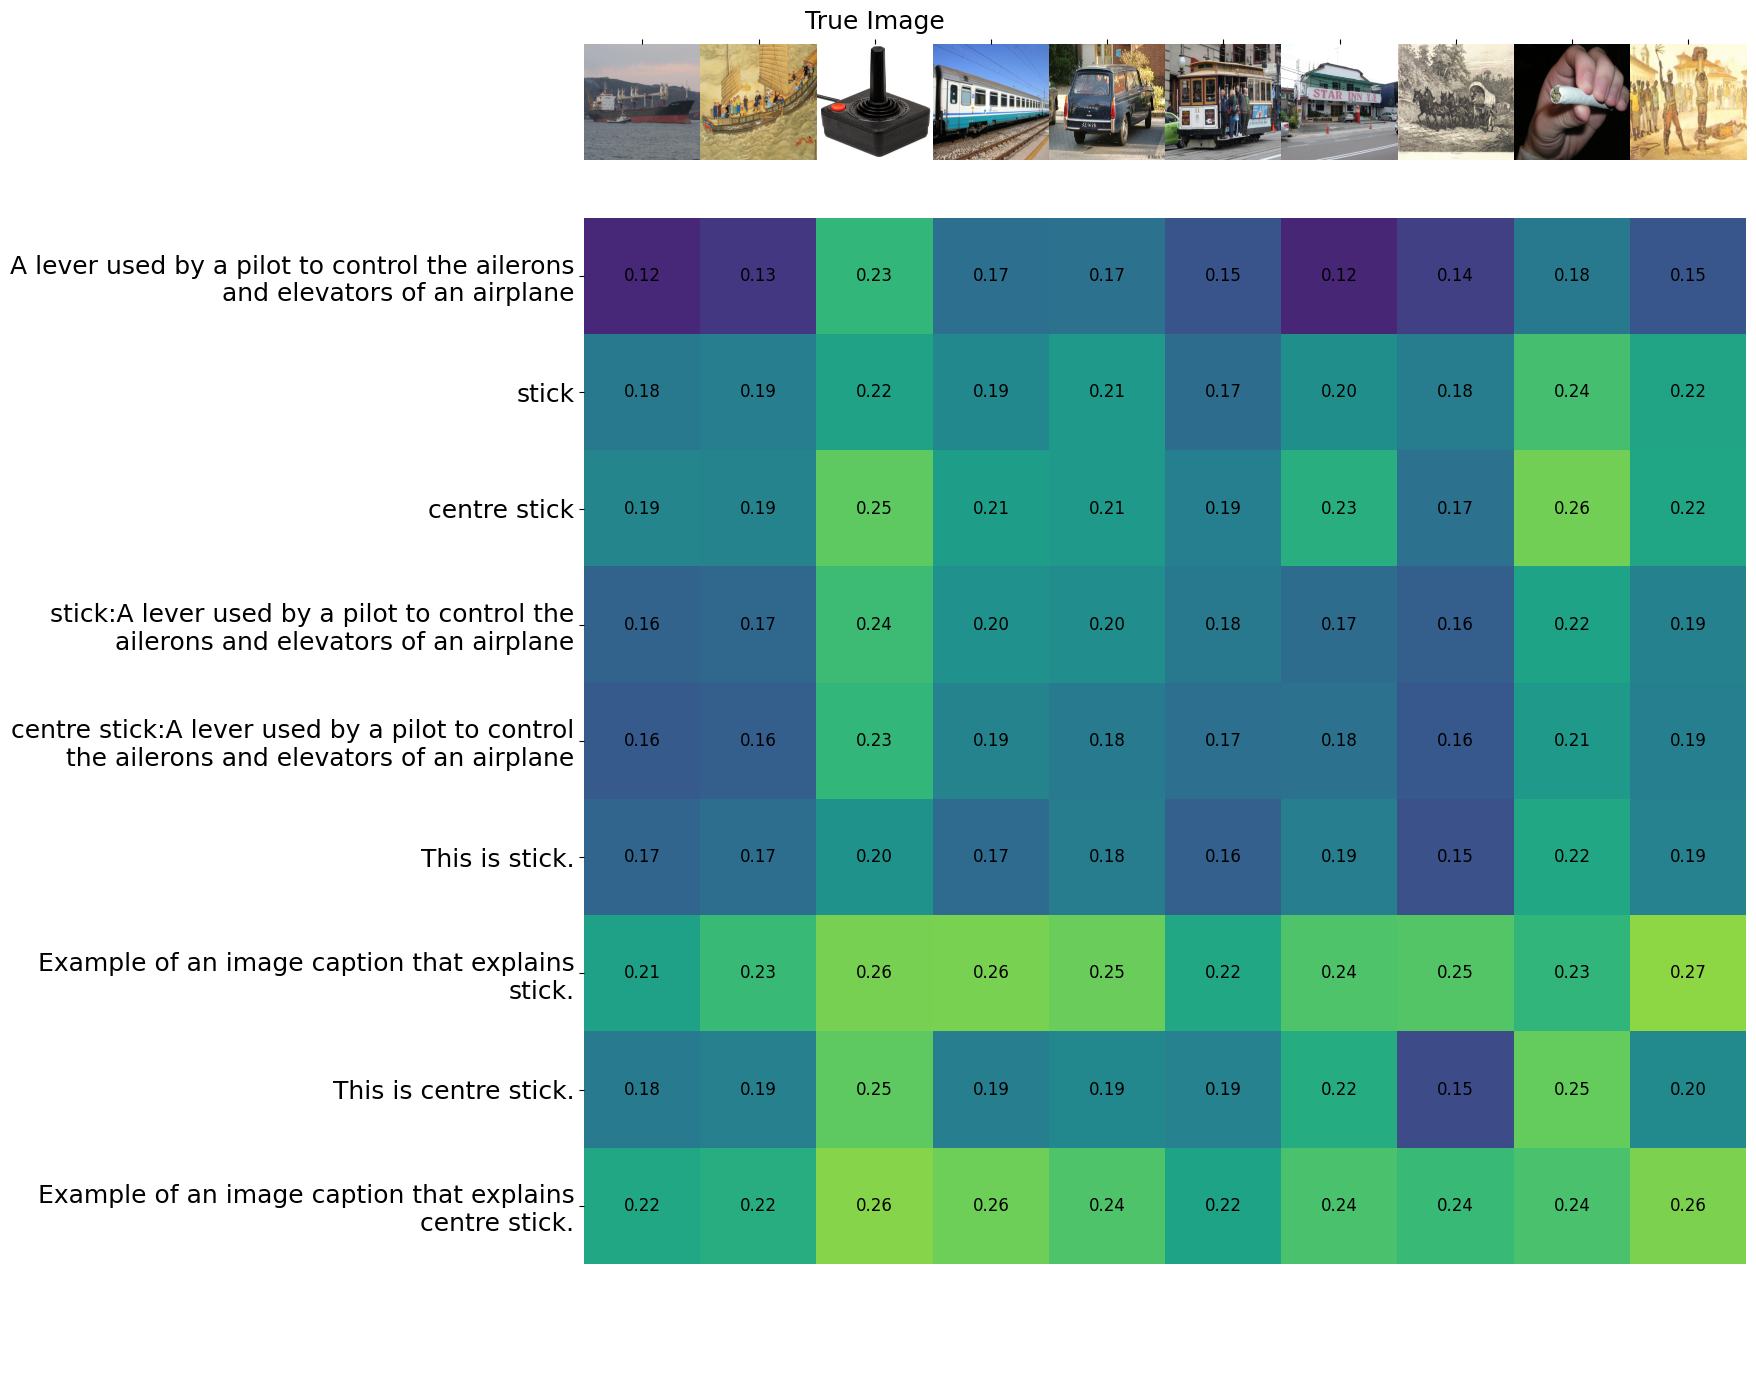 True Image
STAR INN
A lever used by a pilot to control the ailerons
and elevators of an airplane
0.12 0.13 0.23 0.17 0.17 0.15 0.12 0.14 0.18 0.15
stick
0.18 0.19 0.22 0.19 0.21 0.17 0.20 0.18 0.24 0.22
centre stick
0.19 0.19 0.25 0.21 0.21 0.19 0.23 0.17 0.26 0.22
stick:A lever used by a pilot to control the
ailerons and elevators of an airplane
0.16 0.17 0.24 0.20 0.20 0.18 0.17 0.16 0.22 0.19
centre stick:A lever used by a pilot to control
the ailerons and elevators of an airplane
0.16 0.16 0.23 0.19 0.18 0.17 0.18 0.16 0.21 0.19
This is stick.
0.17 0.17 0.20 0.17 0.18 0.16 0.19 0.15 0.22 0.19
Example of an image caption that explains
stick.
0.21 0.23 0.26 0.26 0.25 0.22 0.24 0.25 0.23 0.27
This is centre stick.
0.18 0.19 0.25 0.19 0.19 0.19 0.22 0.15 0.25 0.20
Example of an image caption that explains
centre stick.
0.22 0.22 0.26 0.26 0.24 0.22 0.24 0.24 0.24 0.26